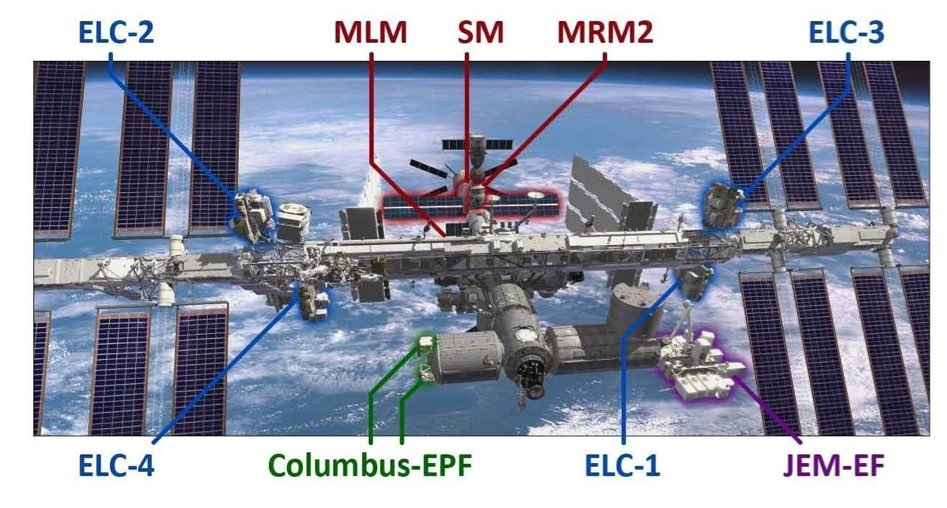 ELC-2
MLM
SM
MRM2
ELC-3
ELC-4
Columbus-EPF
ELC-1
JEM-EF